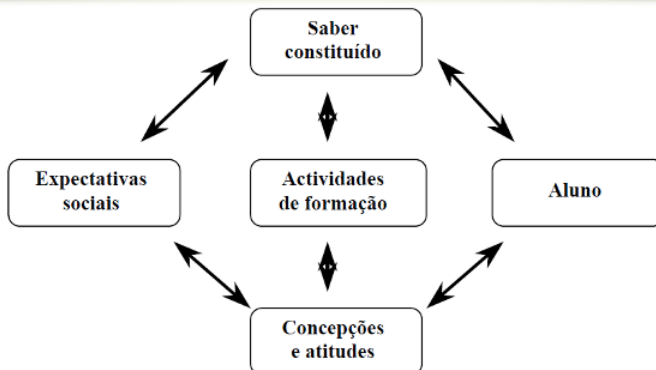 Saber
constituído
Expectativas
sociais
Actividades
de formação
Aluno
Concepções
e atitudes